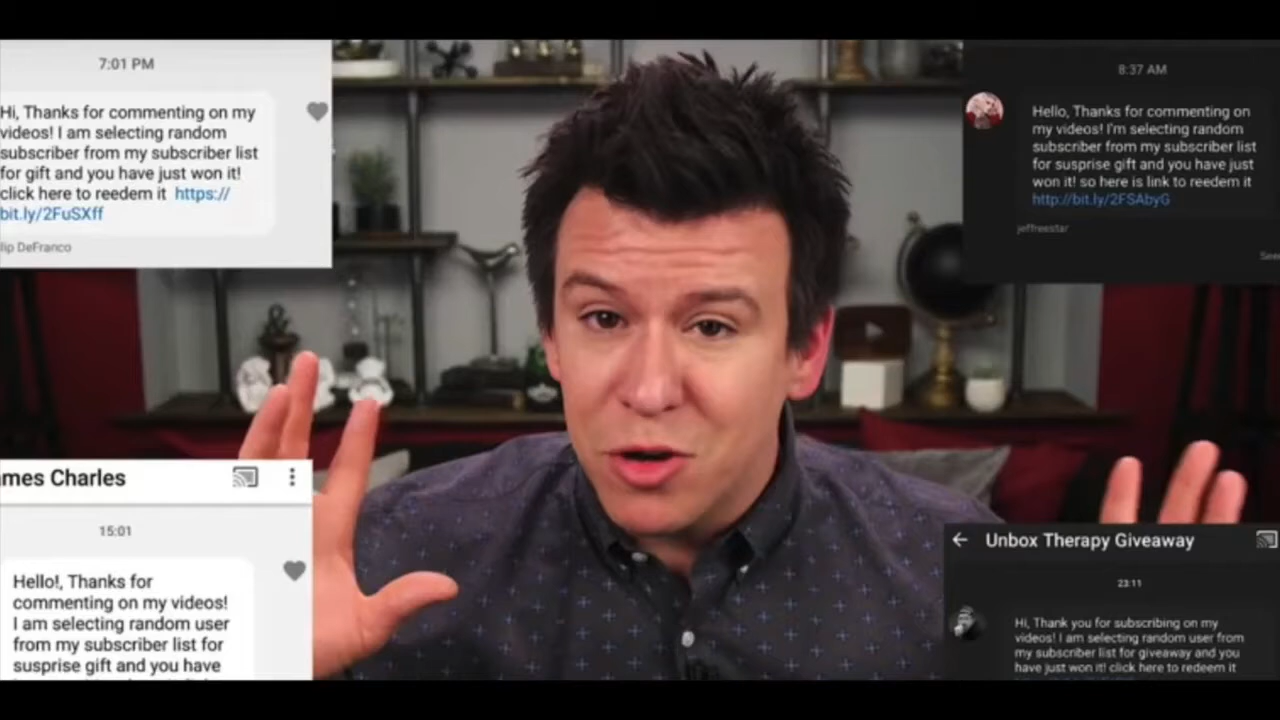 7:01 PM
Hi, Thanks for commenting on my
videos! I am selecting random
subscriber from my subscriber list
for gift and you have just won it!
click here to reedem it https://
bit.ly/2FuSXff
lip DeFranco
8:37 AM
Hello, Thanks for commenting on
my videos! I'm selecting random
subscriber from my subscriber list
for susprise gift and you have just
won it! so here is link to reedem it
http://bit.ly/2FSAbyG
jeffreestar
See
mes Charles
15:01
Hello!, Thanks for
commenting on my videos!
I am selecting random user
from my subscriber list for
susprise gift and you have
Unbox Therapy Giveaway
23:11
Hi, Thank you for subscribing on my
videos! I am selecting random user from
my subscriber list for giveaway and you
have just won it! click here to redeem it